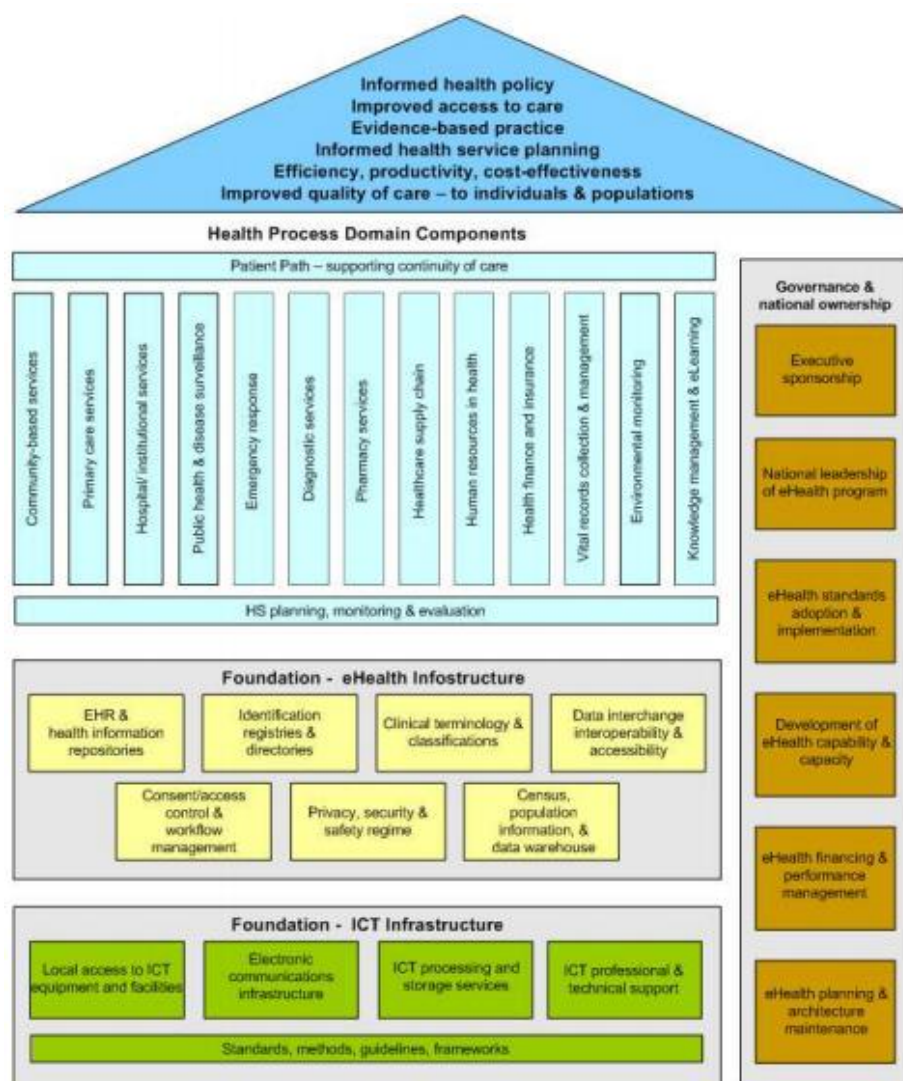 Informed health policy
Improved access to care
Evidence-based practice
Informed health service planning
Efficiency, productivity, cost-effectiveness
Improved quality of care – to individuals & populations
Health Process Domain Components
Patient Path – supporting continuity of care
Community-based services
Primary care services
Hospital/ institutional services
Public health & disease surveillance
Emergency response
Diagnostic services
Pharmacy services
Healthcare supply chain
Human resources in health
Health finance and insurance
Vital records collection & management
Environmental monitoring
Knowledge management & eLearning
HS planning, monitoring & evaluation
Foundation - eHealth Infostructure
EHR &
health information
repositories
Identification
registries &
directories
Clinical terminology &
classifications
Data interchange
interoperability &
accessibility
Consent/access
control &
workflow
management
Privacy, security &
safety regime
Census,
population
information, &
data warehouse
Foundation - ICT Infrastructure
Local access to ICT
equipment and facilities
Electronic
communications
infrastructure
ICT processing and
storage services
ICT professional &
technical support
Standards, methods, guidelines, frameworks
Governance &
national ownership
Executive
sponsorship
National leadership
of eHealth program
eHealth standards
adoption &
implementation
Development of
eHealth capability &
capacity
eHealth financing &
performance
management
eHealth planning &
architecture
maintenance